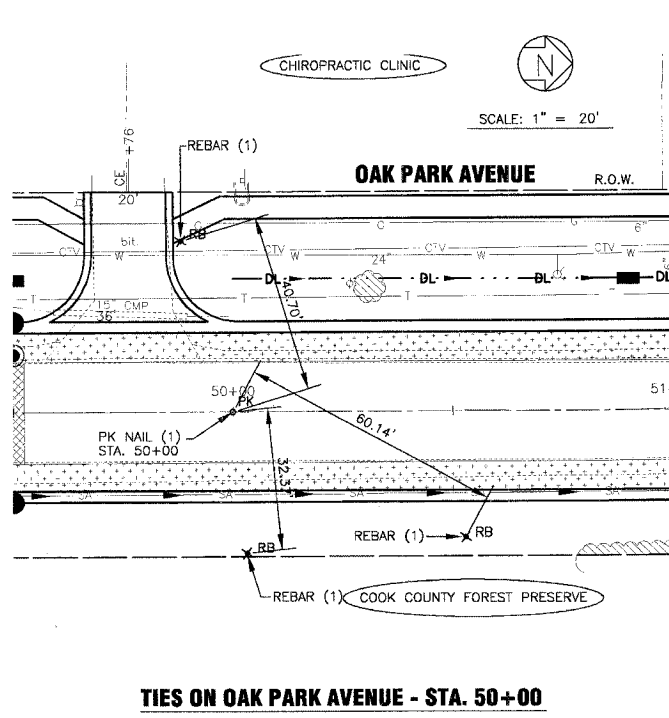 CHIROPRACTIC CLINIC
N
SCALE: 1" = 20'
CE +76
REBAR (1)
OAK PARK AVENUE
R.O.W.
20'
RB
G
G
6"
bit.
CTV
W
CTV
W
CTV
W
CTV
W
24"
DL
DL
DL
DL
T
T
T
T
15" CMP
36'
40.70'
50+00
PK
51
60.14'
PK NAIL (1)
STA. 50+00
SA
SA
SA
SA
REBAR (1)
RB
RB
REBAR (1)
COOK COUNTY FOREST PRESERVE
TIES ON OAK PARK AVENUE - STA. 50+00